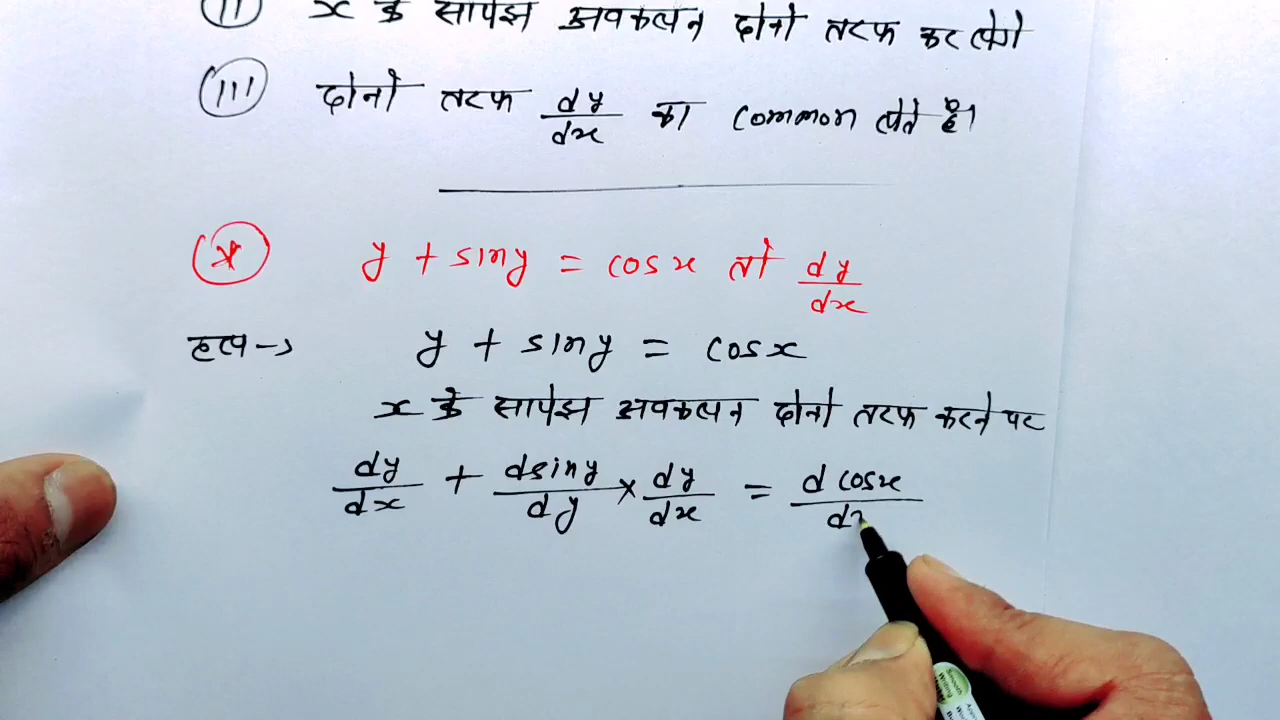 (ii) x के सापेक्ष अवकलन दोनो तरफ कर लेगे
(iii) दोनो तरफ dy/dx का common लेते है।
(*) y + siny = cosx तो dy/dx
हल→ y + siny = cosx
x के सापेक्ष अवकलन दोनो तरफ करने पर
dy/dx + dsiny/dy × dy/dx = d cosx/dx